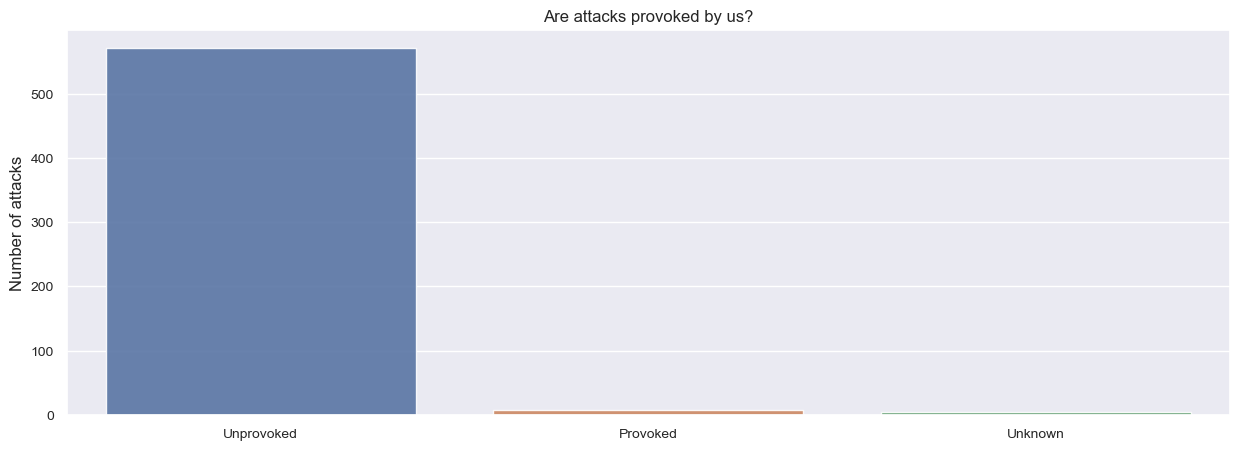 Are attacks provoked by us?
Number of attacks
500
400
300
200
100
0
Unprovoked
Provoked
Unknown